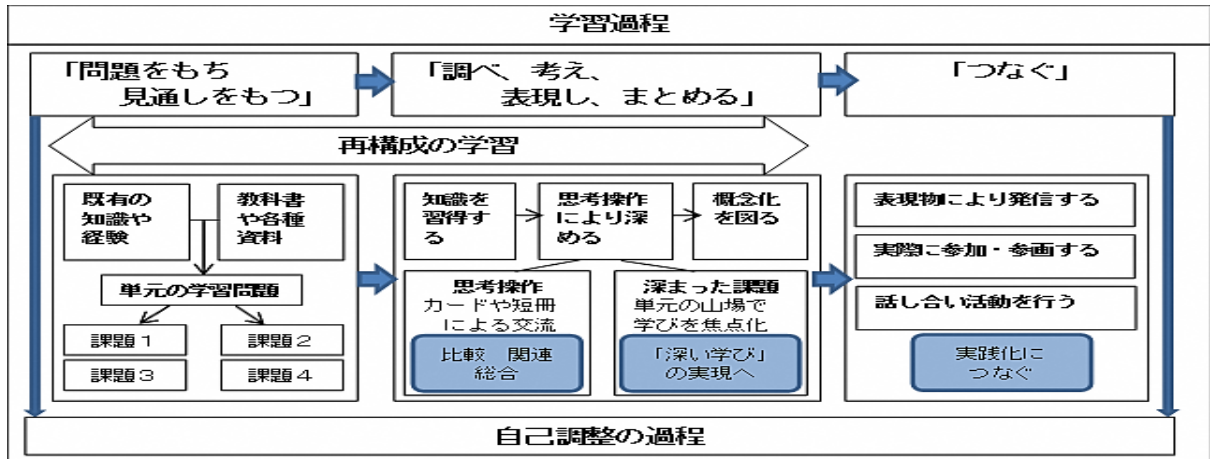 学習過程
「問題をもち
見通しをもつ」
「調べ、考え、
表現し、まとめる」
「つなぐ」
再構成の学習
既有の
知識や
経験
教科書
や各種
資料
単元の学習問題
課題1
課題2
課題3
課題4
知識を
習得す
る
思考操作
により深
める
概念化
を図る
思考操作
カードや短冊
による交流
比較 関連
総合
深まった課題
単元の山場で
学びを焦点化
「深い学び」
の実現へ
表現物により発信する
実際に参加・参画する
話し合い活動を行う
実践化に
つなぐ
自己調整の過程